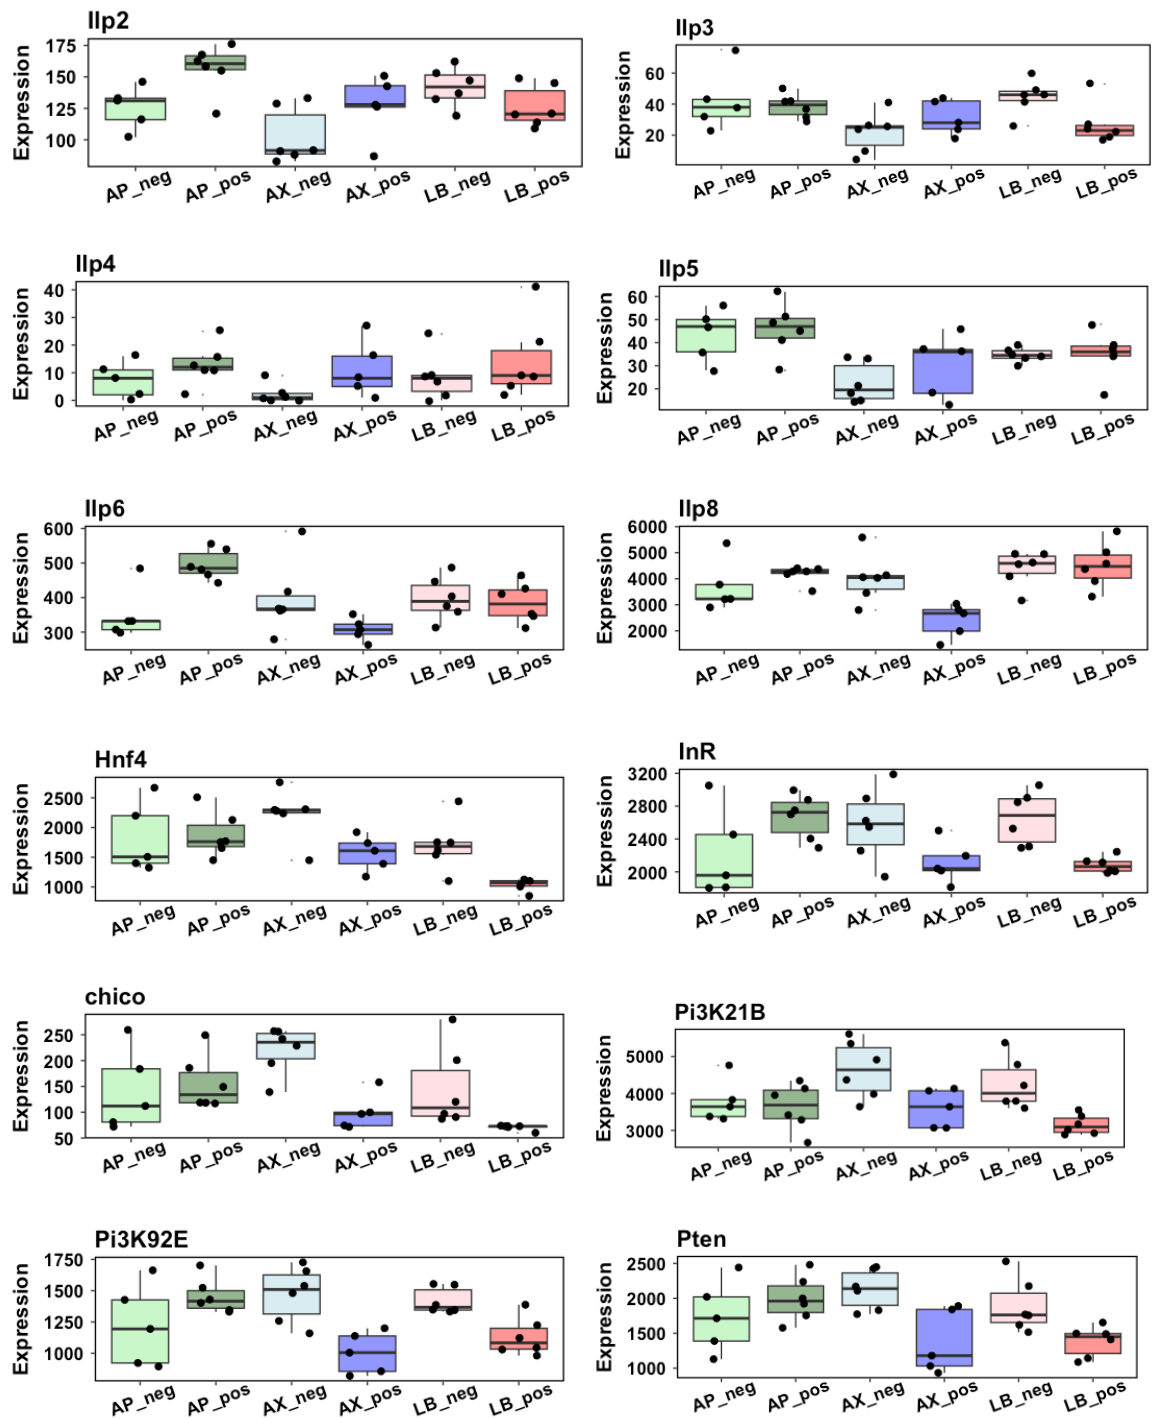 Ilp2
Expression
175
150
125
100
AP_neg AP_pos AX_neg AX_pos LB_neg LB_pos
Ilp3
Expression
60
40
20
AP_neg AP_pos AX_neg AX_pos LB_neg LB_pos
Ilp4
Expression
40
30
20
10
0
AP_neg AP_pos AX_neg AX_pos LB_neg LB_pos
Ilp5
Expression
60
50
40
30
20
AP_neg AP_pos AX_neg AX_pos LB_neg LB_pos
Ilp6
Expression
600
500
400
300
AP_neg AP_pos AX_neg AX_pos LB_neg LB_pos
Ilp8
Expression
6000
5000
4000
3000
2000
AP_neg AP_pos AX_neg AX_pos LB_neg LB_pos
Hnf4
Expression
2500
2000
1500
1000
AP_neg AP_pos AX_neg AX_pos LB_neg LB_pos
InR
Expression
3200
2800
2400
2000
AP_neg AP_pos AX_neg AX_pos LB_neg LB_pos
chico
Expression
250
200
150
100
50
AP_neg AP_pos AX_neg AX_pos LB_neg LB_pos
Pi3K21B
Expression
5000
4000
3000
AP_neg AP_pos AX_neg AX_pos LB_neg LB_pos
Pi3K92E
Expression
1750
1500
1250
1000
AP_neg AP_pos AX_neg AX_pos LB_neg LB_pos
Pten
Expression
2500
2000
1500
1000
AP_neg AP_pos AX_neg AX_pos LB_neg LB_pos